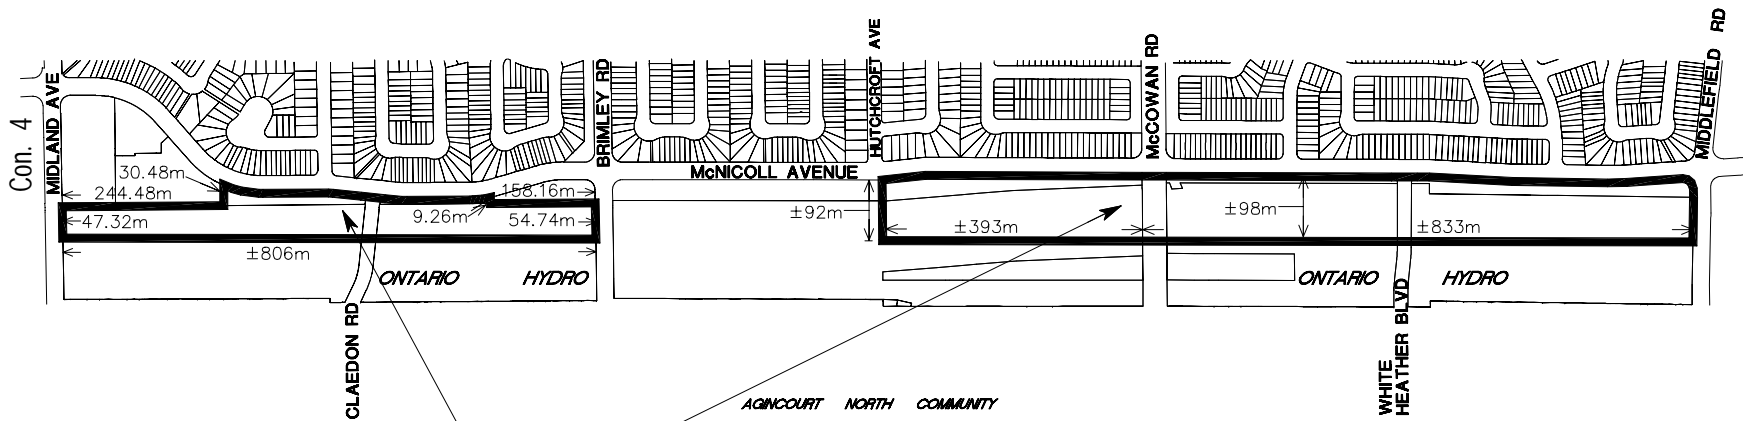 Con. 4
MIDLAND AVE
BRIMLEY RD
HUTCHCROFT AVE
McCOWAN RD
MIDDLEFIELD RD
McNICOLL AVENUE
30.48m
244.48m
47.32m
158.16m
9.26m
54.74m
±92m
±393m
±98m
±833m
±806m
ONTARIO HYDRO
ONTARIO HYDRO
CLAEDON RD
WHITE
HEATHER BLVD
AGINCOURT NORTH COMMUNITY